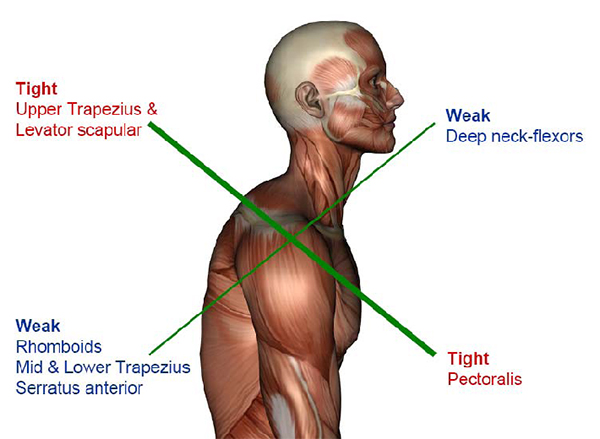 Tight
Upper Trapezius &
Levator scapular
Weak
Deep neck-flexors
Weak
Rhomboids
Mid & Lower Trapezius
Serratus anterior
Tight
Pectoralis